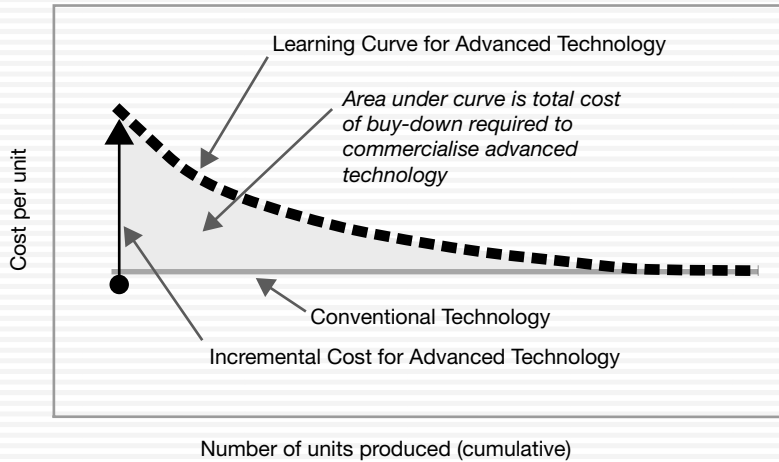 Learning Curve for Advanced Technology
Area under curve is total cost
of buy-down required to
commercialise advanced
technology
Cost per unit
Conventional Technology
Incremental Cost for Advanced Technology
Number of units produced (cumulative)